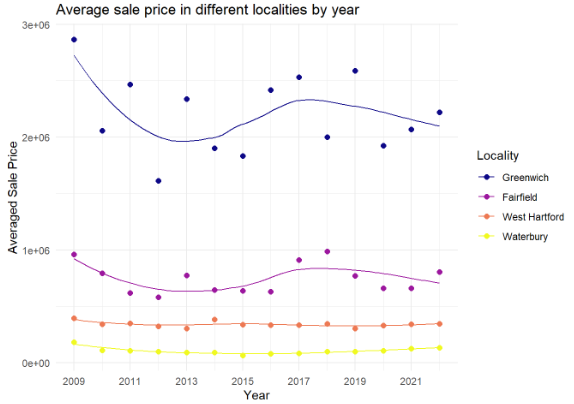 Average sale price in different localities by year
3e+06
2e+06
1e+06
0e+00
Averaged Sale Price
2009 2011 2013 2015 2017 2019 2021
Year
Locality
Greenwich
Fairfield
West Hartford
Waterbury